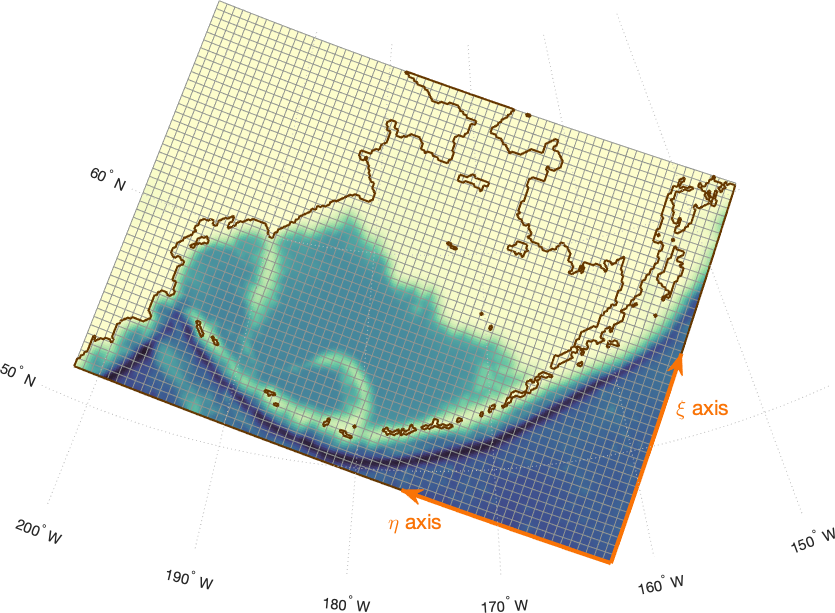 60° N
50° N
ξ axis
η axis
200° W
190° W
180° W
170° W
160° W
150° W